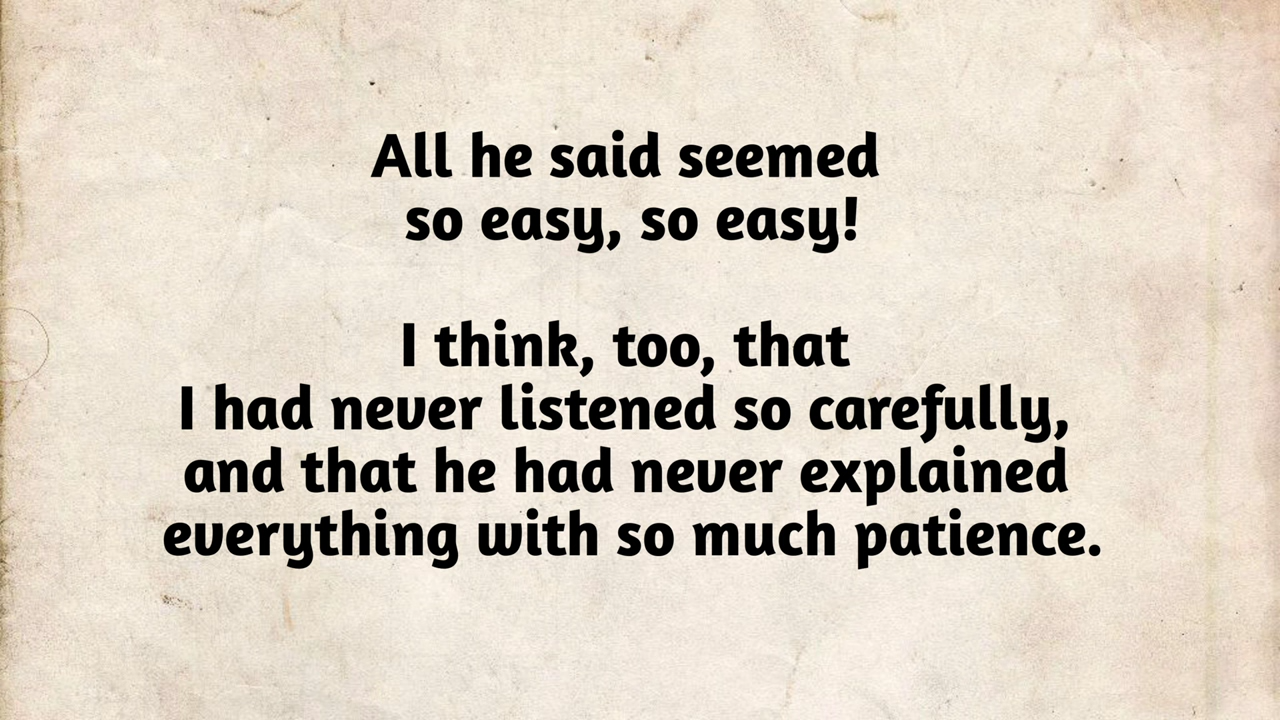 All he said seemed
so easy, so easy!
I think, too, that
I had never listened so carefully,
and that he had never explained
everything with so much patience.